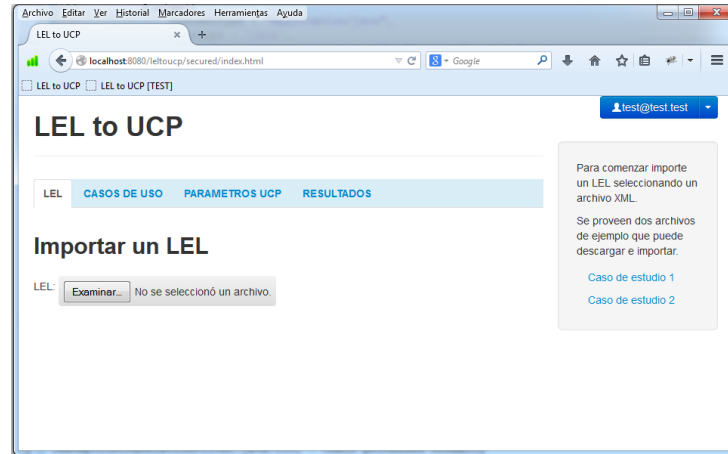 Archivo Editar Ver Historial Marcadores Herramientas Ayuda
LEL to UCP
localhost:8080/leltoucp/secured/index.html
Google
LEL to UCP LEL to UCP [TEST]
test@test.test
LEL to UCP
LEL CASOS DE USO PARAMETROS UCP RESULTADOS
Importar un LEL
LEL: Examinar... No se seleccionó un archivo.
Para comenzar importe
un LEL seleccionando un
archivo XML.
Se proveen dos archivos
de ejemplo que puede
descargar e importar.
Caso de estudio 1
Caso de estudio 2